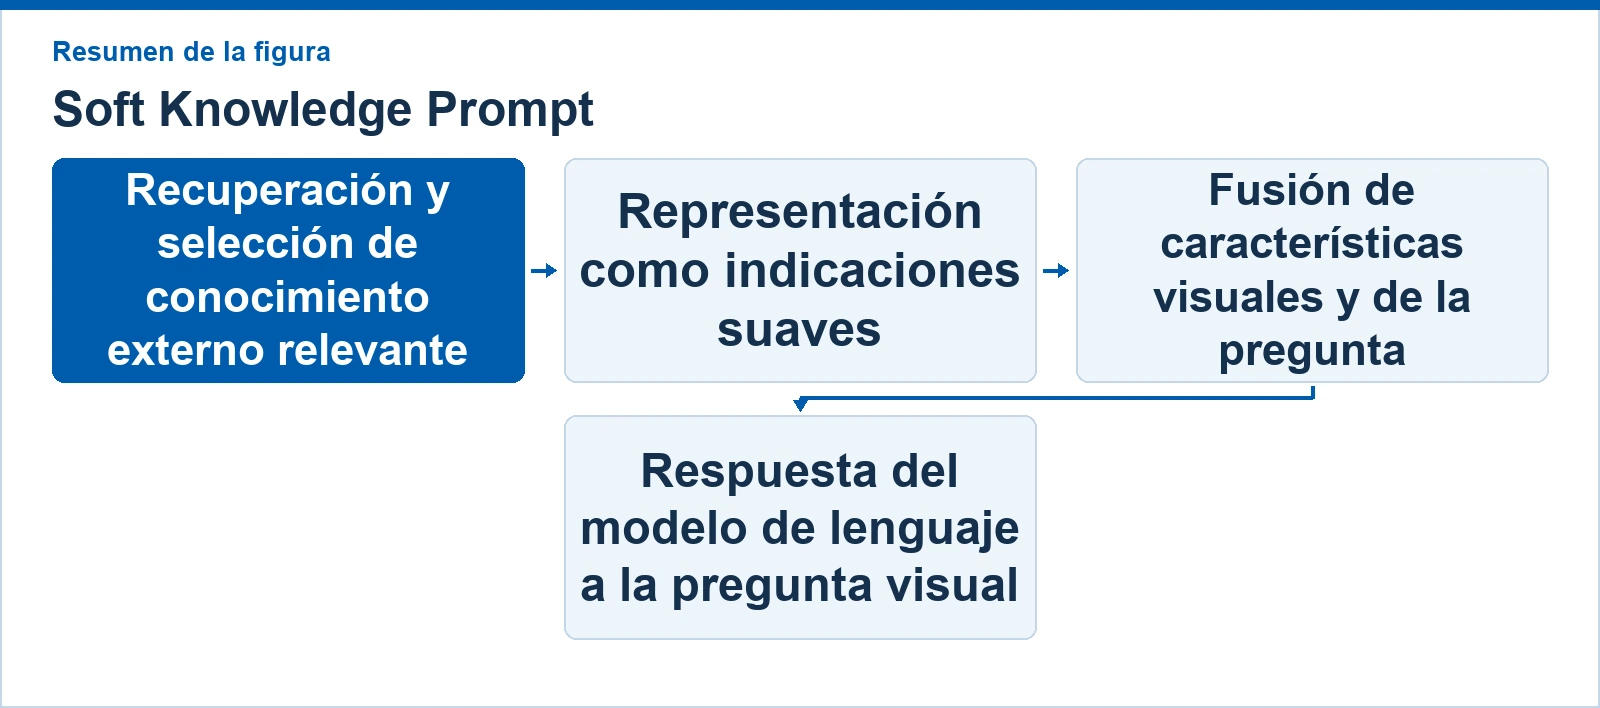 Resumen de la figura
Soft Knowledge Prompt
Recuperación y
selección de
conocimiento
externo relevante
Representación
como indicaciones
suaves
Fusión de
características
visuales y de la
pregunta
Respuesta del
modelo de lenguaje
a la pregunta visual